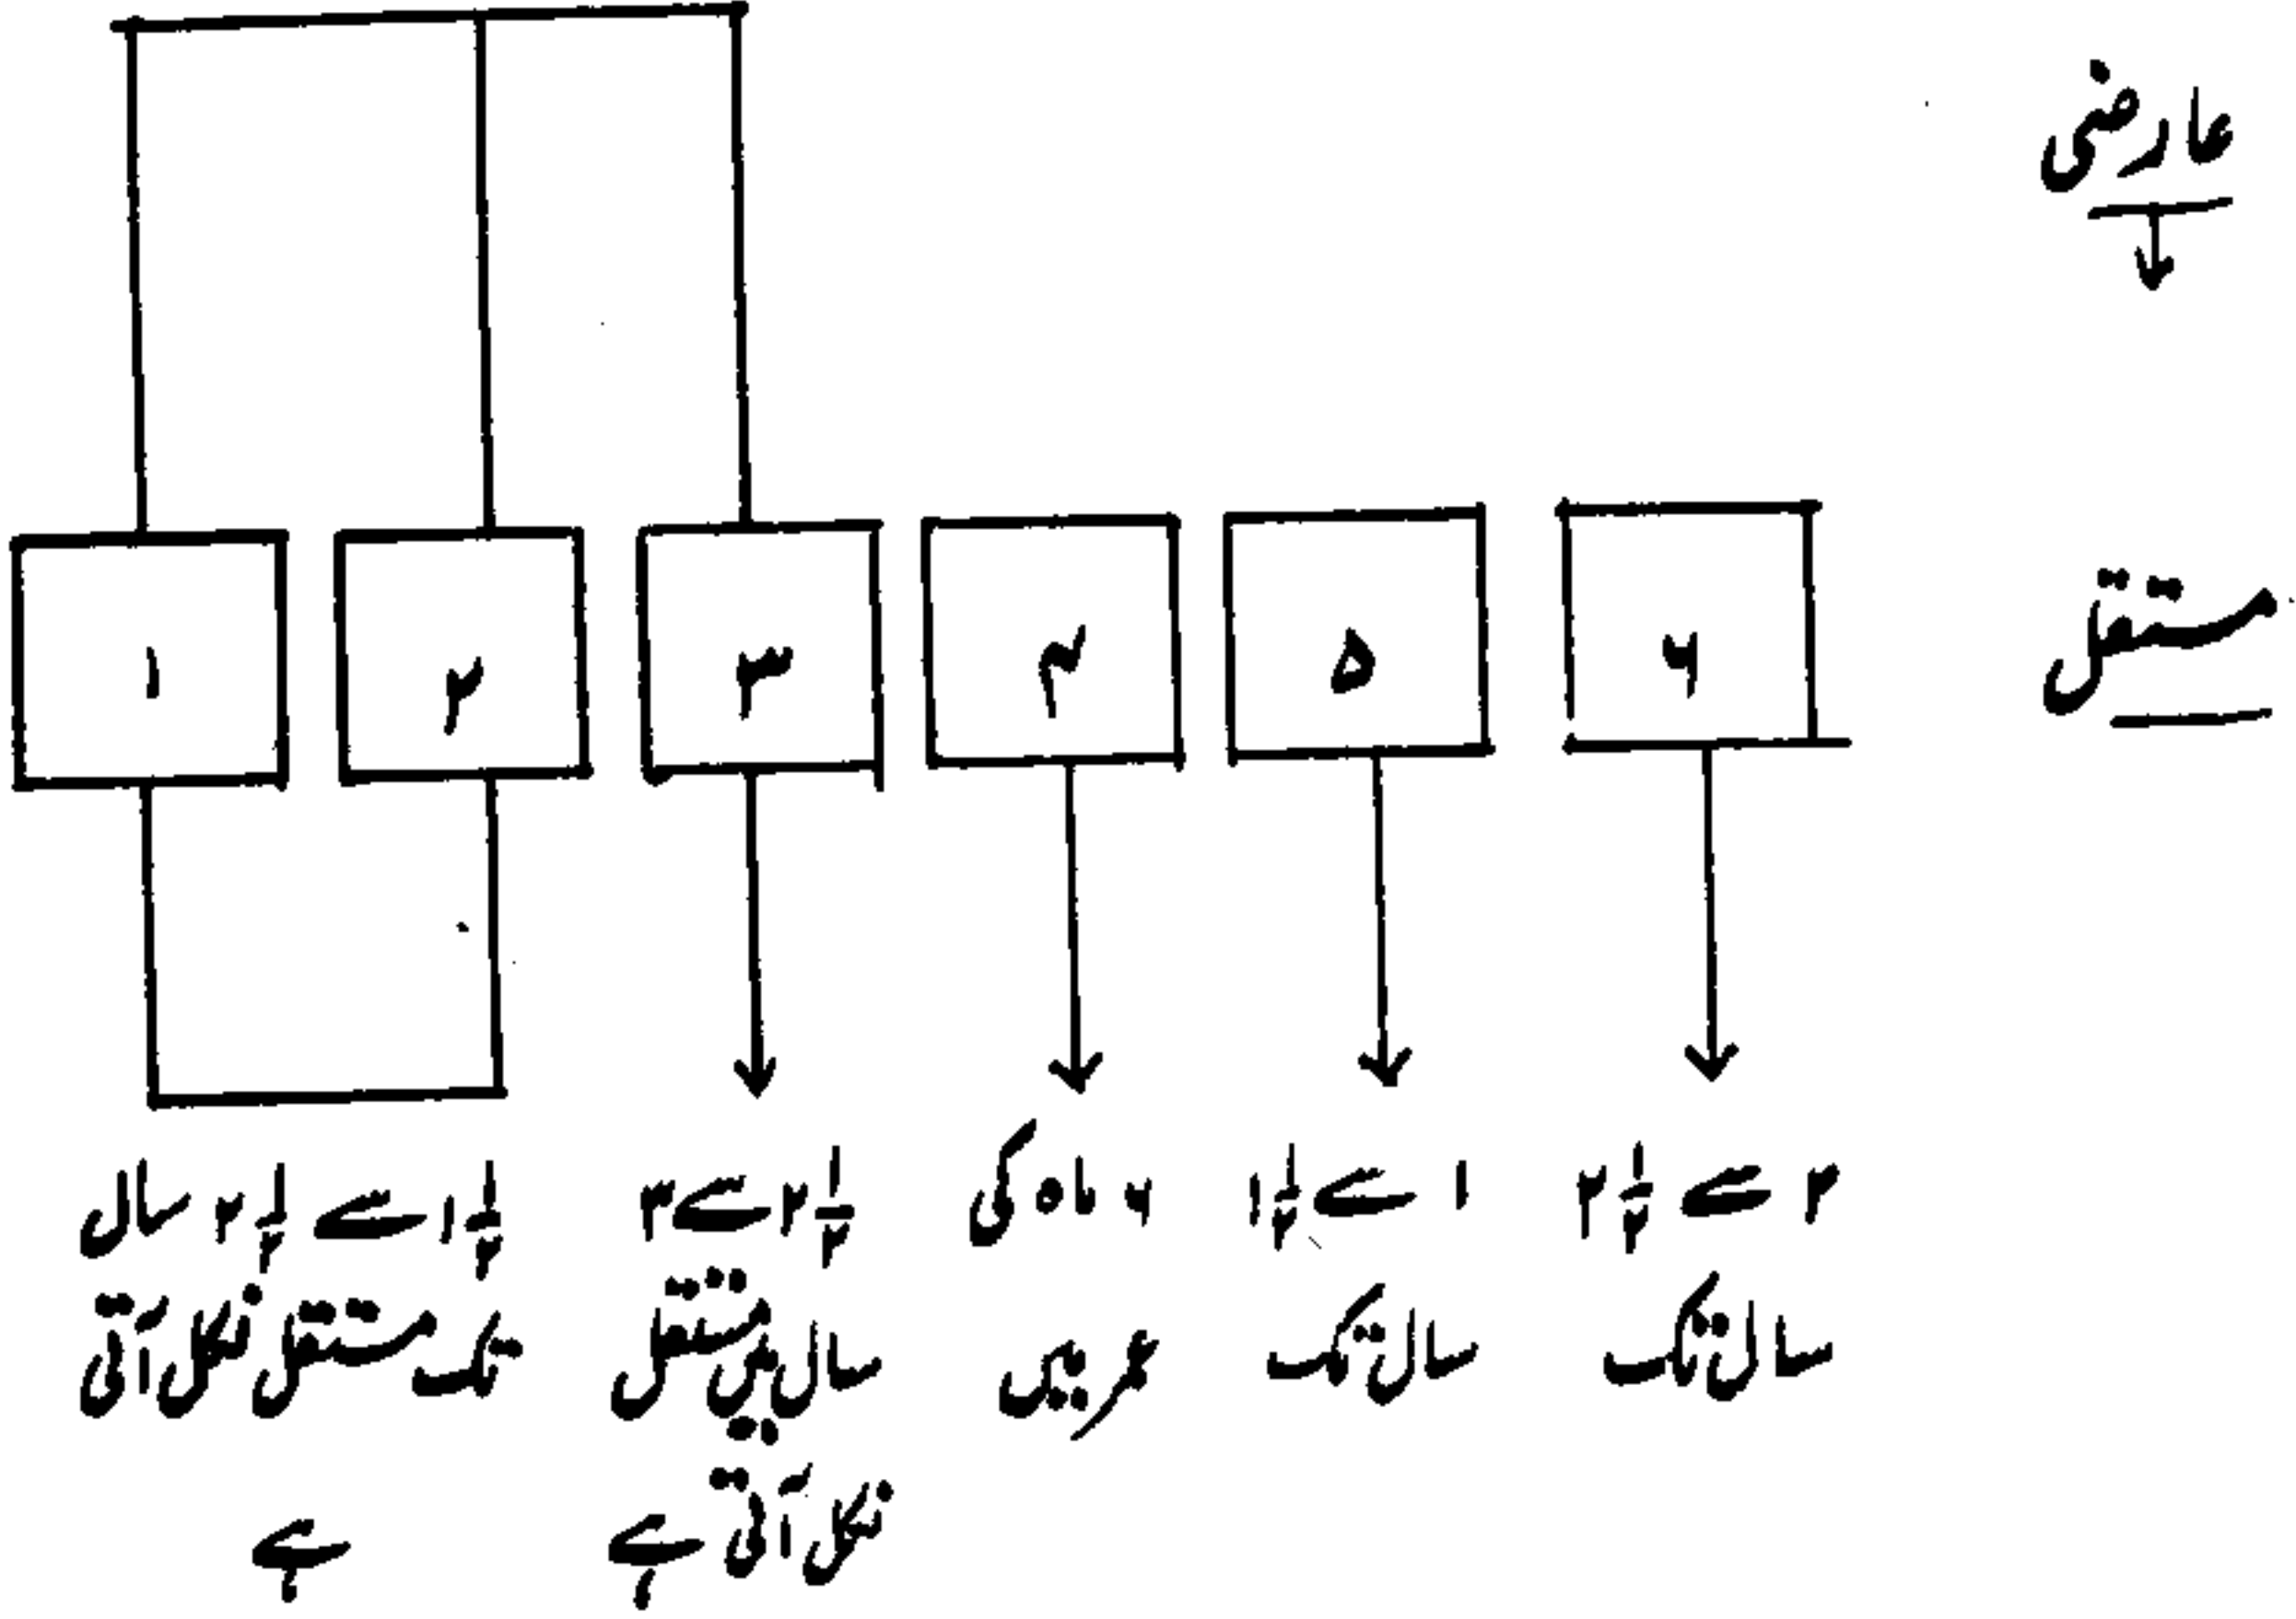 عارضی
مستقل
۶
۵
۴
۳
۲
۱
۲ سے ۲½
سال تک
۱ سے ۱½
سال تک
۶ ماہ کی
عمر میں
۲½ سے ۳
سال میں مستقل
نکل آتی ہے
۱½ سے ۲½ سال
تک مستقل نکل آتی
ہے